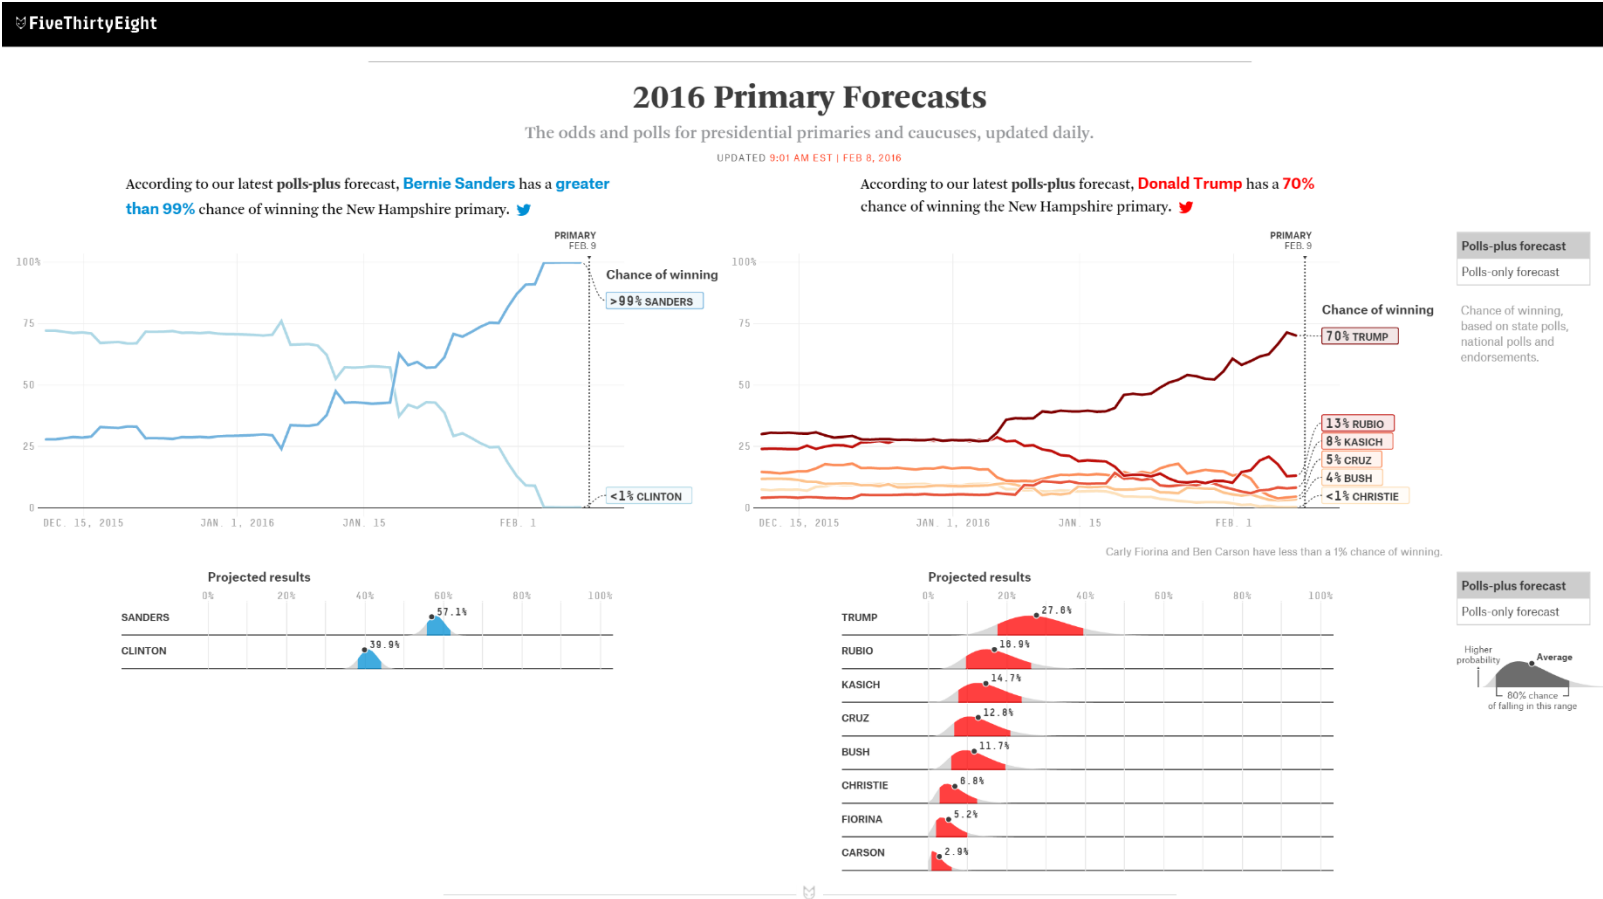 FiveThirtyEight
2016 Primary Forecasts
The odds and polls for presidential primaries and caucuses, updated daily.
UPDATED 9:01 AM EST | FEB 8, 2016
According to our latest polls-plus forecast, Bernie Sanders has a greater
than 99% chance of winning the New Hampshire primary.
PRIMARY
FEB. 9
100%
75
50
25
0
Chance of winning
>99% SANDERS
<1% CLINTON
DEC. 15, 2015
JAN. 1, 2016
JAN. 15
FEB. 1
According to our latest polls-plus forecast, Donald Trump has a 70%
chance of winning the New Hampshire primary.
PRIMARY
FEB. 9
100%
75
50
25
0
Chance of winning
70% TRUMP
13% RUBIO
8% KASICH
5% CRUZ
4% BUSH
<1% CHRISTIE
DEC. 15, 2015
JAN. 1, 2016
JAN. 15
FEB. 1
Polls-plus forecast
Polls-only forecast
Chance of winning,
based on state polls,
national polls and
endorsements.
Carly Fiorina and Ben Carson have less than a 1% chance of winning.
Projected results
0% 20% 40% 60% 80% 100%
SANDERS 57.1%
CLINTON 39.9%
Projected results
0% 20% 40% 60% 80% 100%
TRUMP 27.6%
RUBIO 16.9%
KASICH 14.7%
CRUZ 12.8%
BUSH 11.7%
CHRISTIE 6.8%
FIORINA 5.2%
CARSON 2.9%
Polls-plus forecast
Polls-only forecast
Higher
probability
Average
80% chance
of falling in this range